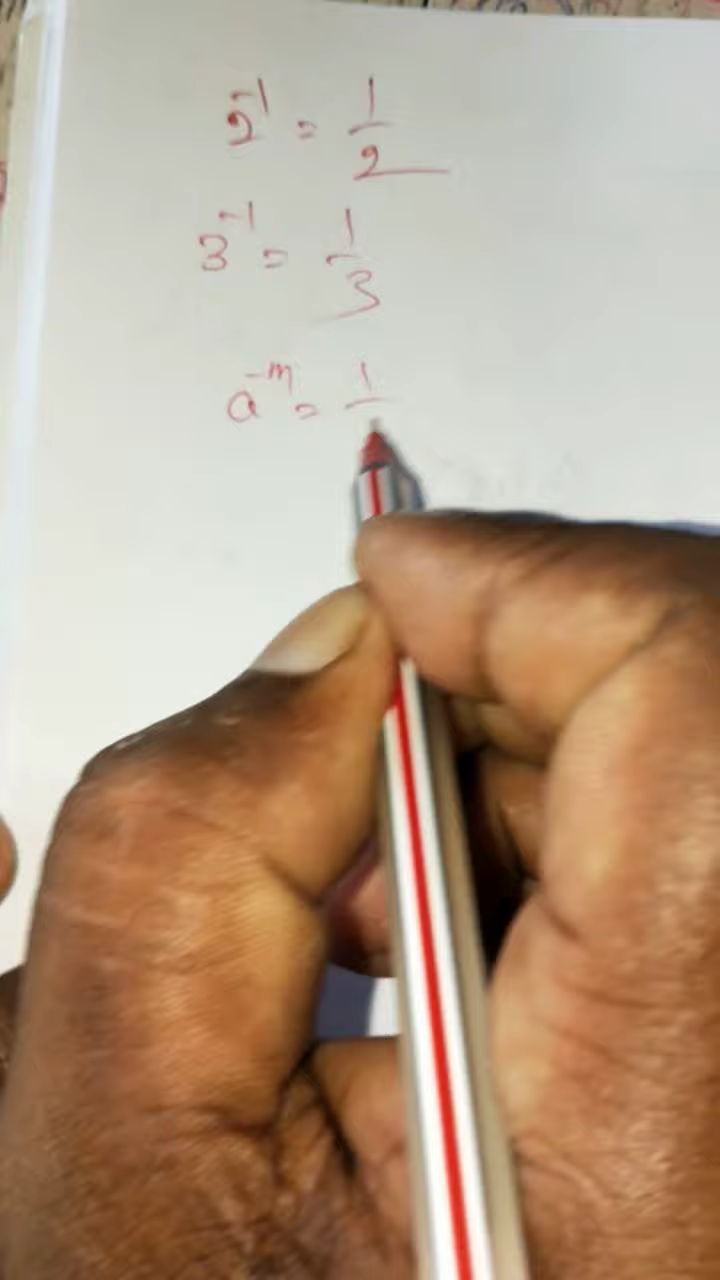 2⁻¹ = 1/2
3⁻¹ = 1/3
a⁻ᵐ = 1/